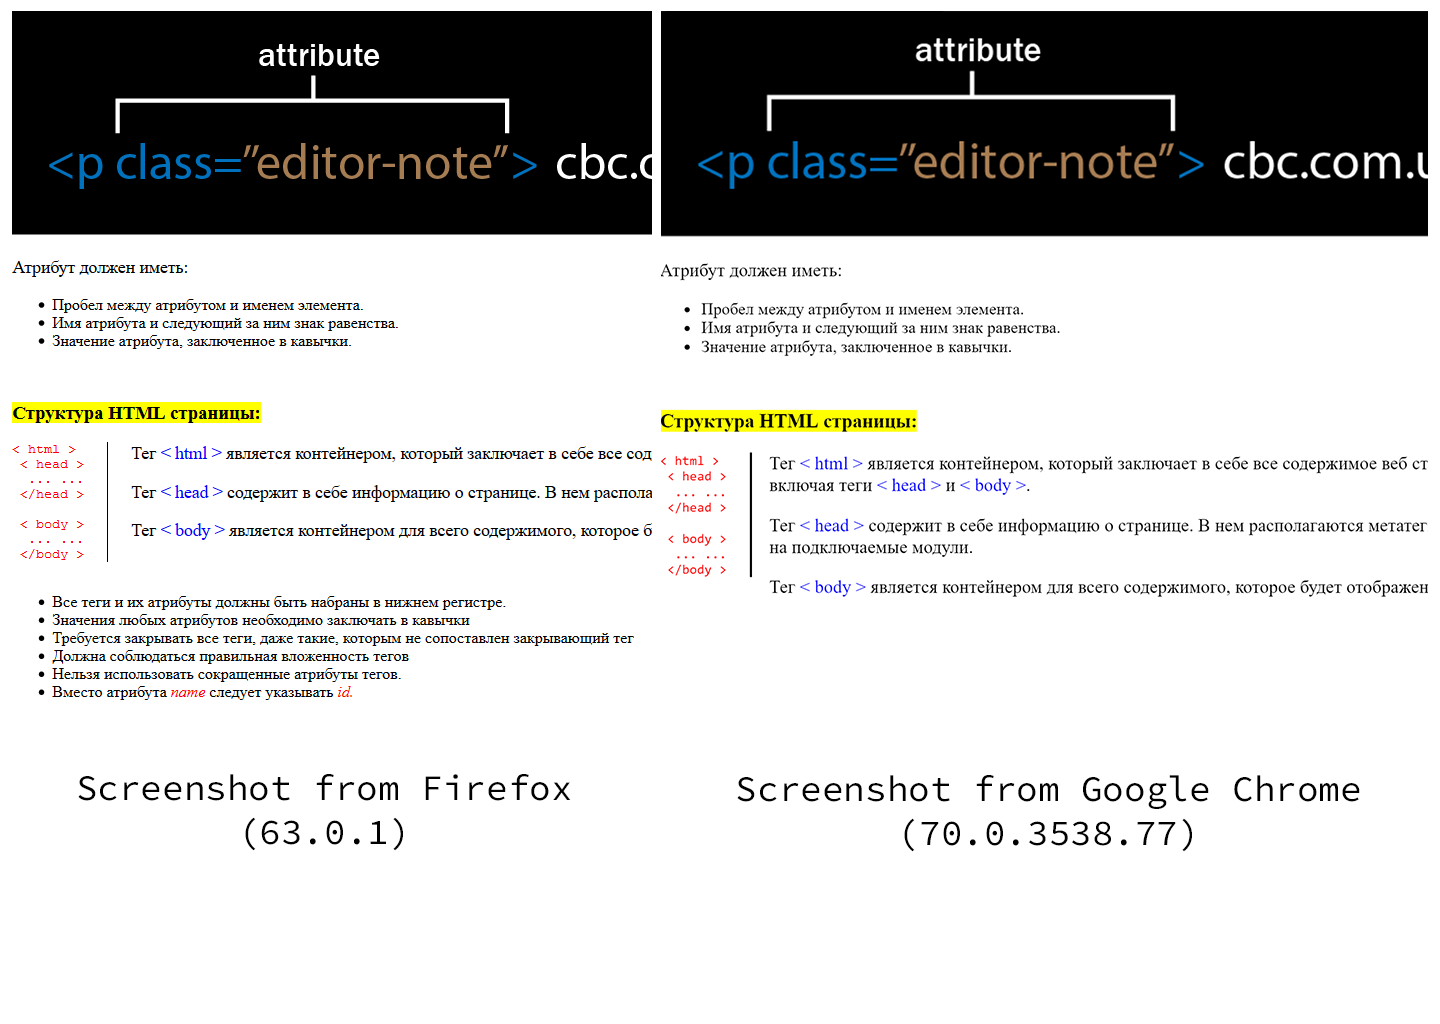 attribute
<p class=”editor-note”> cbc.c
Атрибут должен иметь:
Пробел между атрибутом и именем элемента.
Имя атрибута и следующий за ним знак равенства.
Значение атрибута, заключенное в кавычки.
Структура HTML страницы:
< html >
< head >
... ...
</head >
< body >
... ...
</body >
Тег < html > является контейнером, который заключает в себе все сод
Тег < head > содержит в себе информацию о странице. В нем распола
Тег < body > является контейнером для всего содержимого, которое б
Все теги и их атрибуты должны быть набраны в нижнем регистре.
Значения любых атрибутов необходимо заключать в кавычки
Требуется закрывать все теги, даже такие, которым не сопоставлен закрывающий тег
Должна соблюдаться правильная вложенность тегов
Нельзя использовать сокращенные атрибуты тегов.
Вместо атрибута name следует указывать id.
Screenshot from Firefox
(63.0.1)
attribute
<p class=”editor-note”> cbc.com.u
Атрибут должен иметь:
Пробел между атрибутом и именем элемента.
Имя атрибута и следующий за ним знак равенства.
Значение атрибута, заключенное в кавычки.
Структура HTML страницы:
< html >
< head >
... ...
</head >
< body >
... ...
</body >
Тег < html > является контейнером, который заключает в себе все содержимое веб ст
включая теги < head > и < body >.
Тег < head > содержит в себе информацию о странице. В нем располагаются метатег
на подключаемые модули.
Тег < body > является контейнером для всего содержимого, которое будет отображен
Screenshot from Google Chrome
(70.0.3538.77)